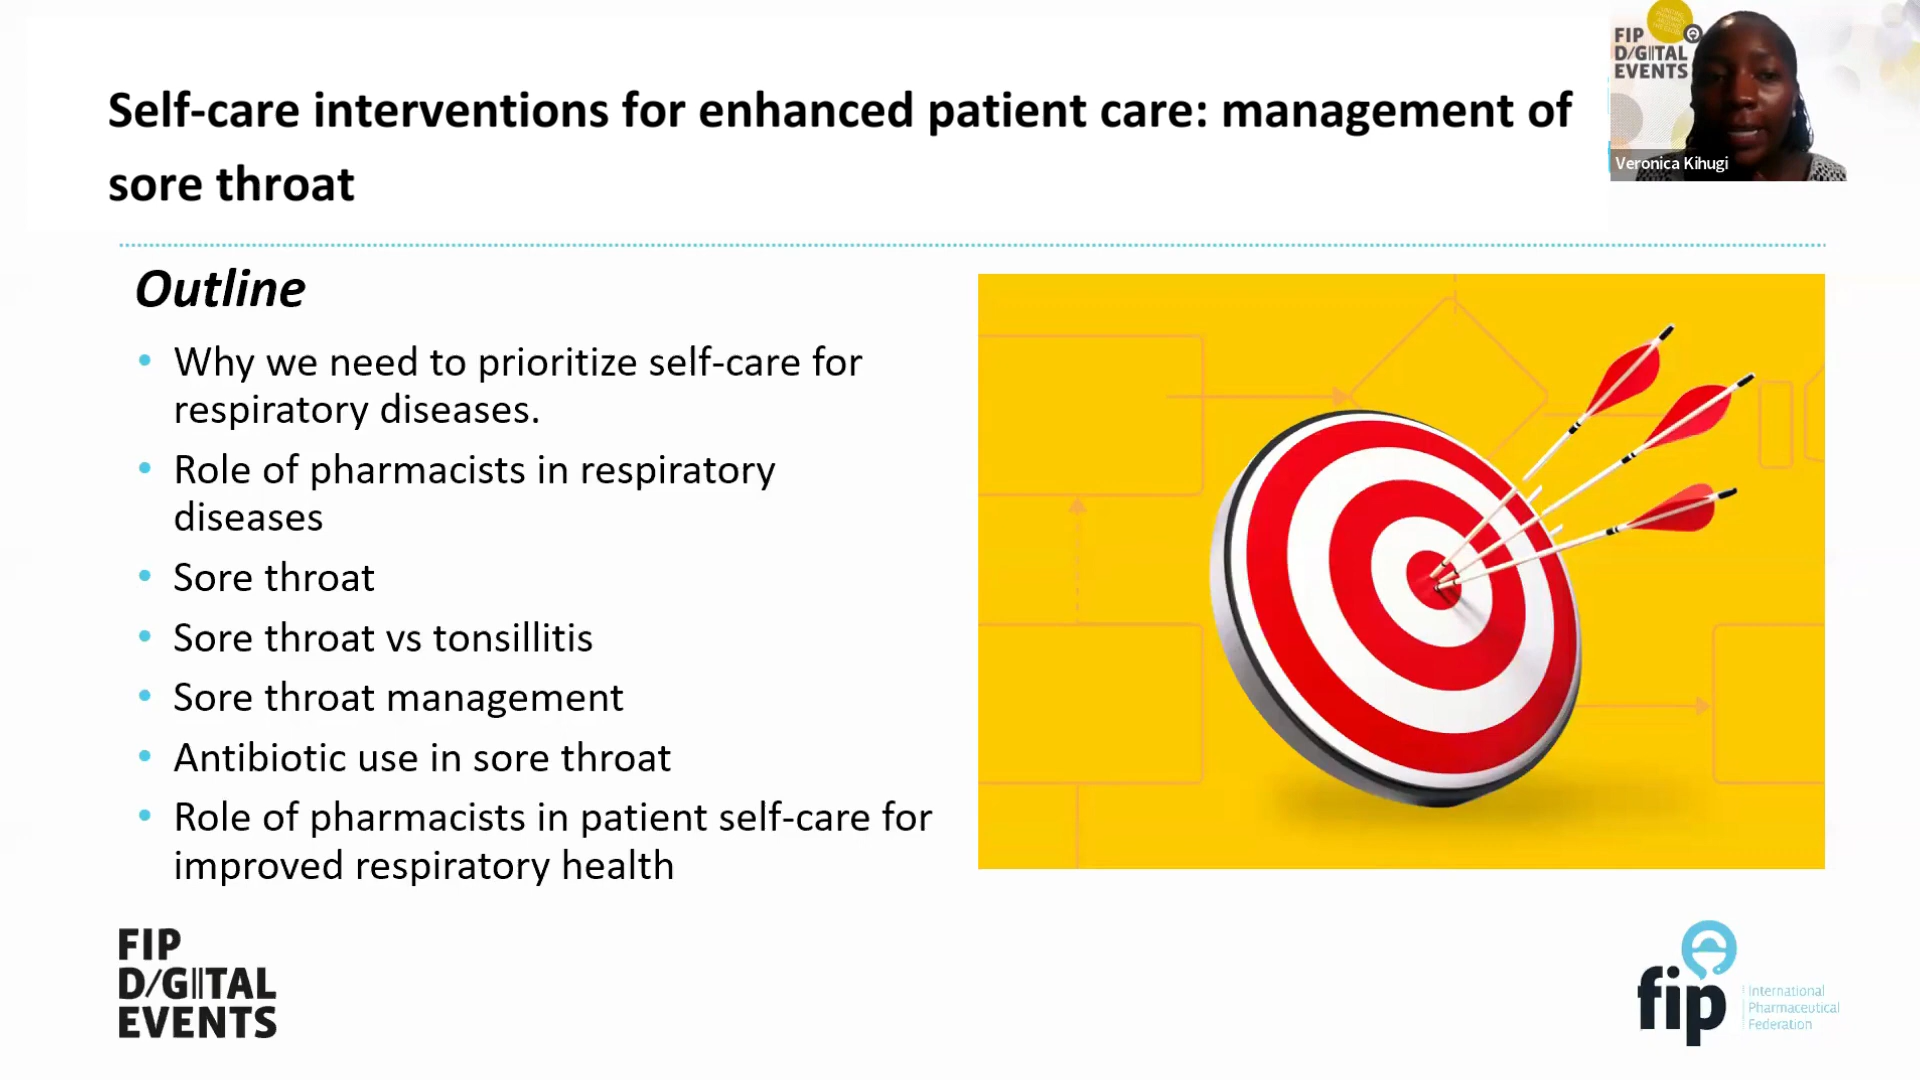 Self-care interventions for enhanced patient care: management of
sore throat
FIP
D/GITAL
EVENTS
Veronica Kihugi
Outline
• Why we need to prioritize self-care for
respiratory diseases.
• Role of pharmacists in respiratory
diseases
• Sore throat
• Sore throat vs tonsillitis
• Sore throat management
• Antibiotic use in sore throat
• Role of pharmacists in patient self-care for
improved respiratory health
FIP
D/GITAL
EVENTS
fip
International
Pharmaceutical
Federation